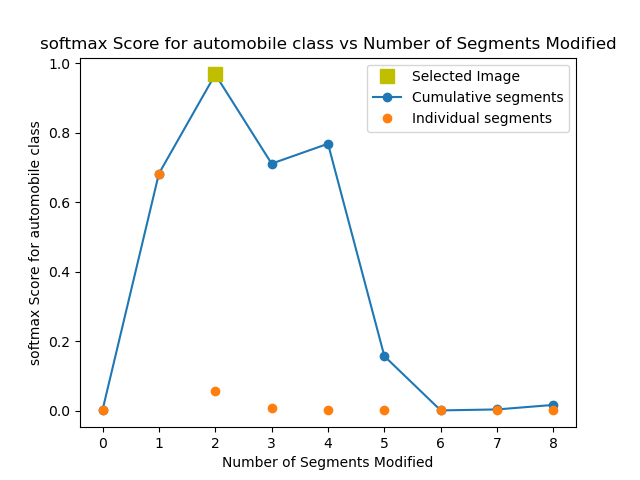 softmax Score for automobile class vs Number of Segments Modified
Selected Image
Cumulative segments
Individual segments
softmax Score for automobile class
1.0
0.8
0.6
0.4
0.2
0.0
0 1 2 3 4 5 6 7 8
Number of Segments Modified